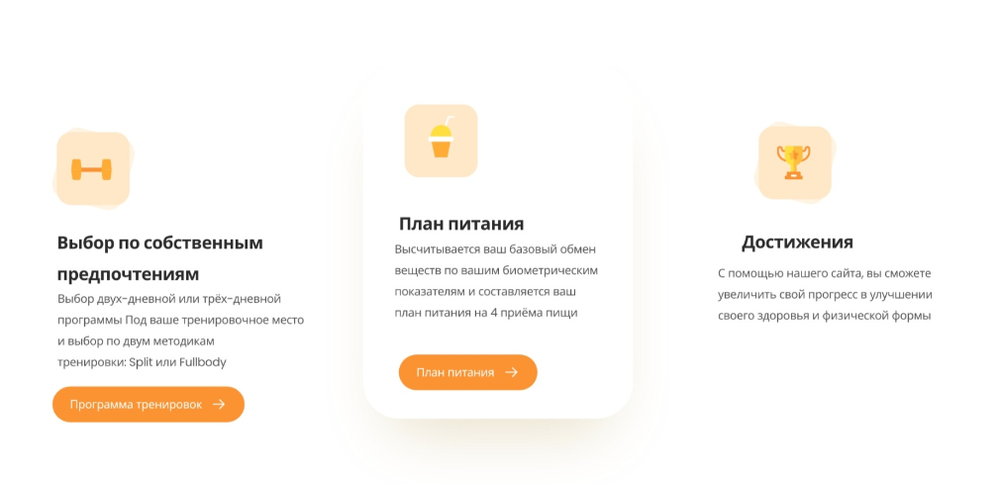 Выбор по собственным
предпочтениям
Выбор двух-дневной или трёх-дневной
программы Под ваше тренировочное место
и выбор по двум методикам
тренировки: Split или Fullbody
Программа тренировок
План питания
Высчитывается ваш базовый обмен
веществ по вашим биометрическим
показателям и составляется ваш
план питания на 4 приёма пищи
План питания
Достижения
С помощью нашего сайта, вы сможете
увеличить свой прогресс в улучшении
своего здоровья и физической формы